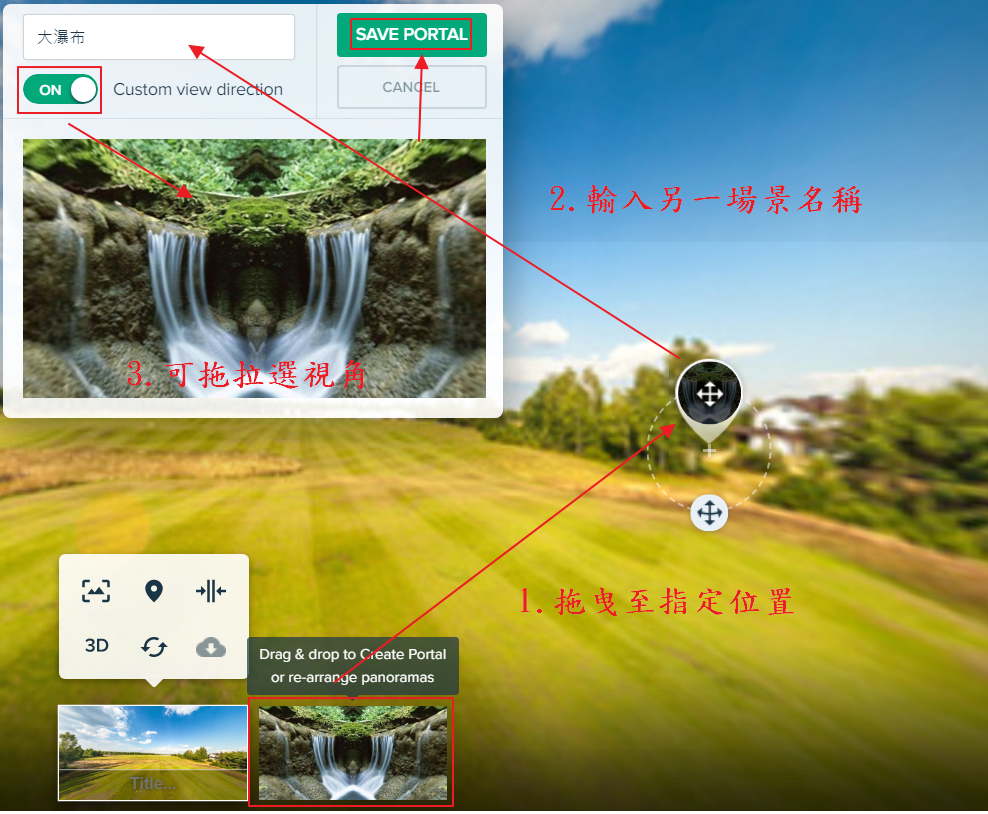 大瀑布
SAVE PORTAL
ON
Custom view direction
CANCEL
2.輸入另一場景名稱
3.可拖拉選視角
1.拖曳至指定位置
3D
Drag & drop to Create Portal
or re-arrange panoramas
Title...